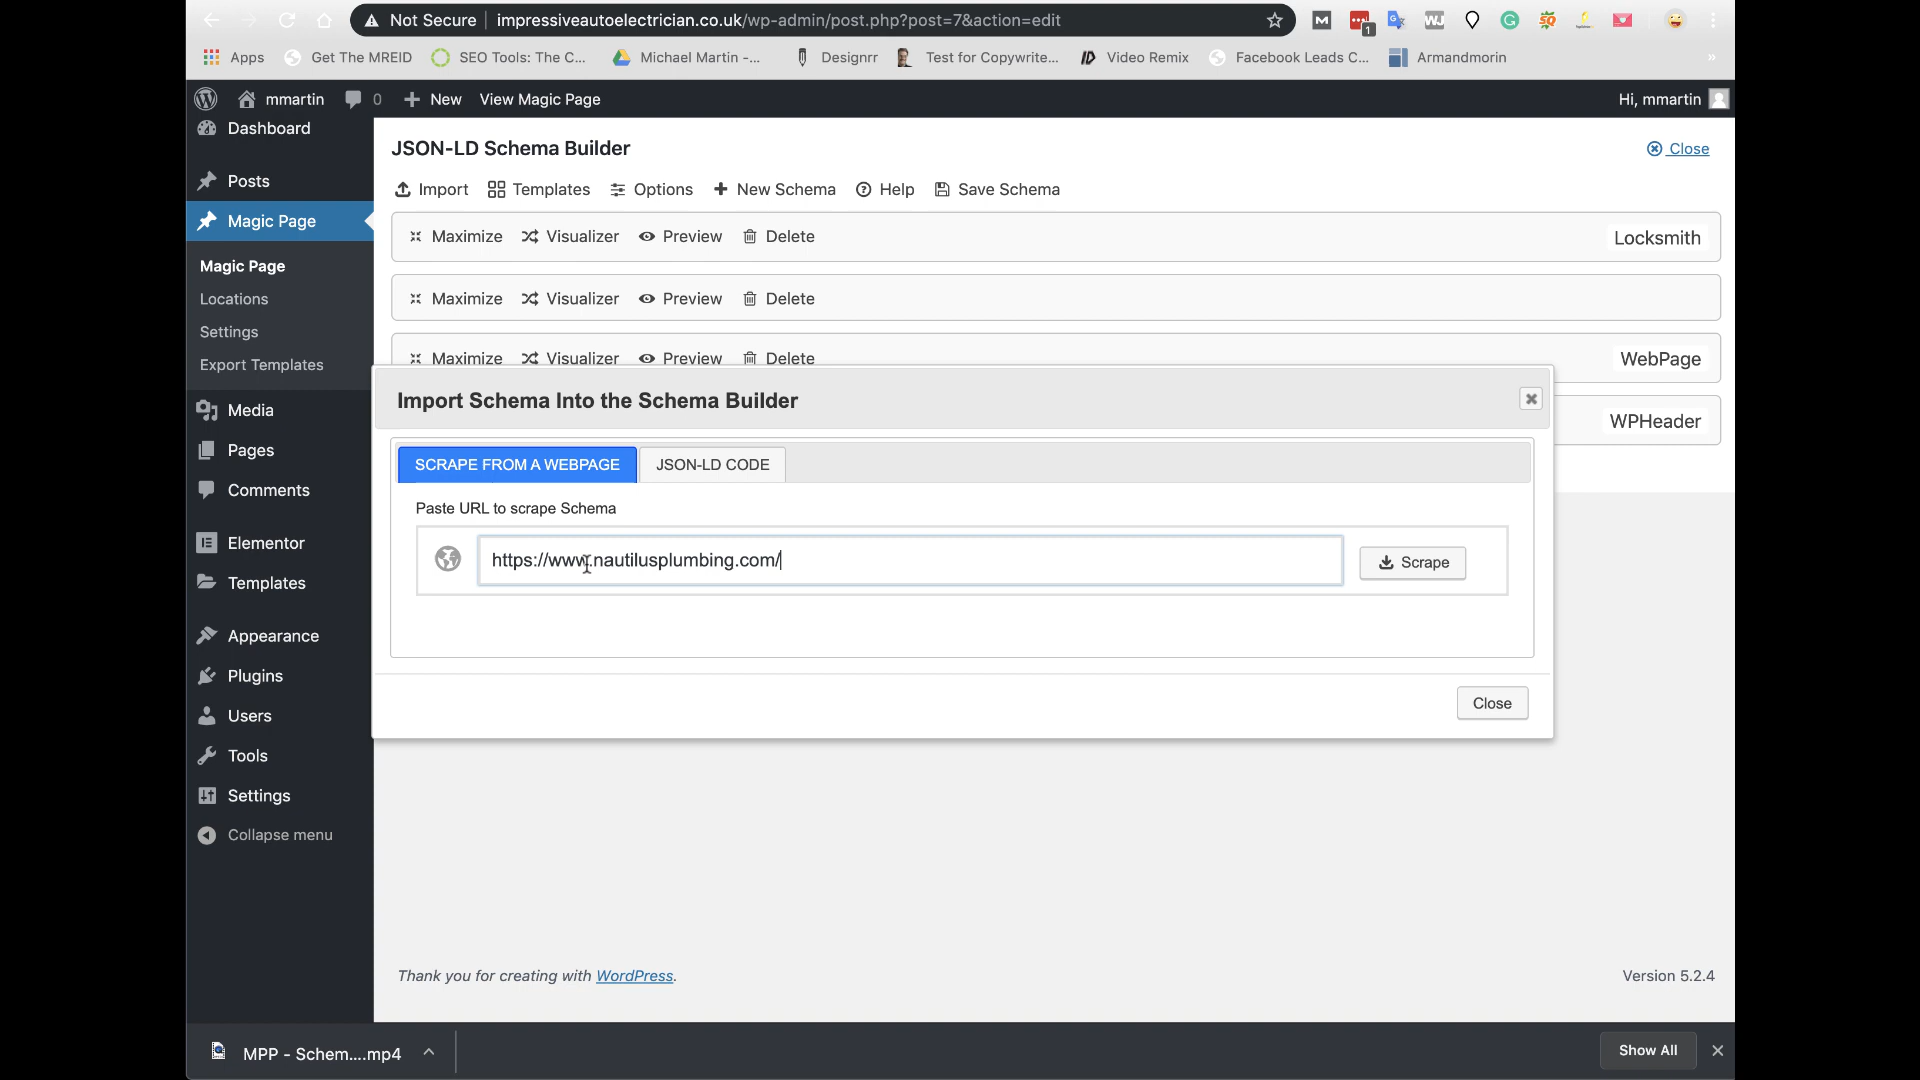 Not Secure | impressiveautoelectrician.co.uk/wp-admin/post.php?post=7&action=edit
Apps Get The MREID SEO Tools: The C... Michael Martin -... Designrr Test for Copywrite... Video Remix Facebook Leads C... Armandmorin »
mmartin 0 New View Magic Page Hi, mmartin
Dashboard
Posts
Magic Page
Magic Page
Locations
Settings
Export Templates
Media
Pages
Comments
Elementor
Templates
Appearance
Plugins
Users
Tools
Settings
Collapse menu
JSON-LD Schema Builder Close
Import Templates Options New Schema Help Save Schema
Maximize Visualizer Preview Delete Locksmith
Maximize Visualizer Preview Delete
Maximize Visualizer Preview Delete WebPage
WPHeader
Import Schema Into the Schema Builder
SCRAPE FROM A WEBPAGE JSON-LD CODE
Paste URL to scrape Schema
https://www.nautilusplumbing.com/ Scrape
Close
Thank you for creating with WordPress. Version 5.2.4
MPP - Schem....mp4 Show All